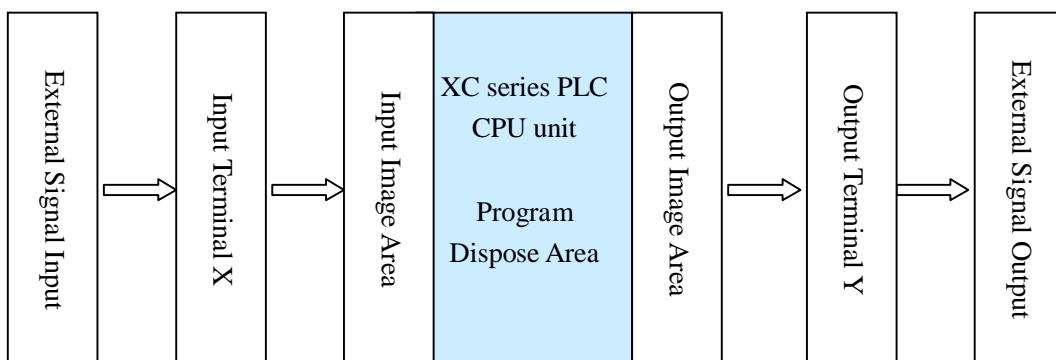 External Signal Input
Input Terminal X
Input Image Area
XC series PLC
CPU unit
Program
Dispose Area
Output Image Area
Output Terminal Y
External Signal Output